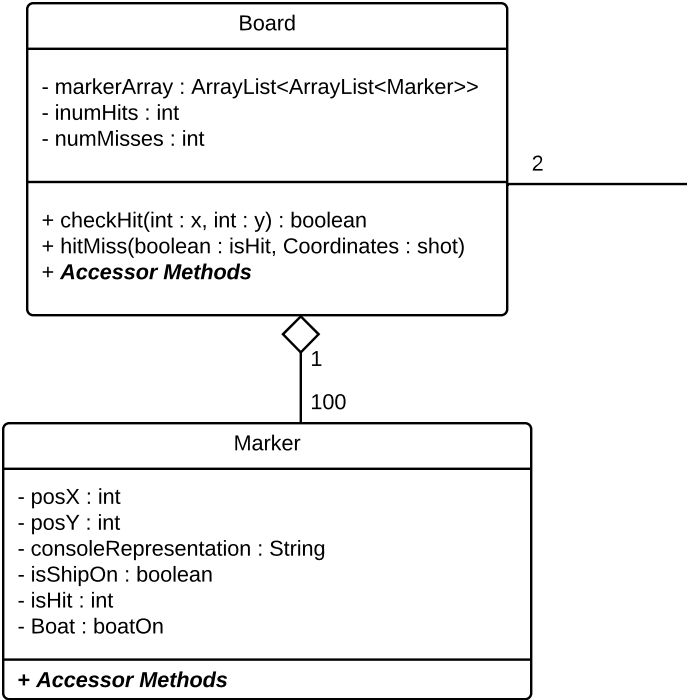 Board
- markerArray : ArrayList<ArrayList<Marker>>
- inumHits : int
- numMisses : int
2
+ checkHit(int : x, int : y) : boolean
+ hitMiss(boolean : isHit, Coordinates : shot)
+ Accessor Methods
1
100
Marker
- posX : int
- posY : int
- consoleRepresentation : String
- isShipOn : boolean
- isHit : int
- Boat : boatOn
+ Accessor Methods